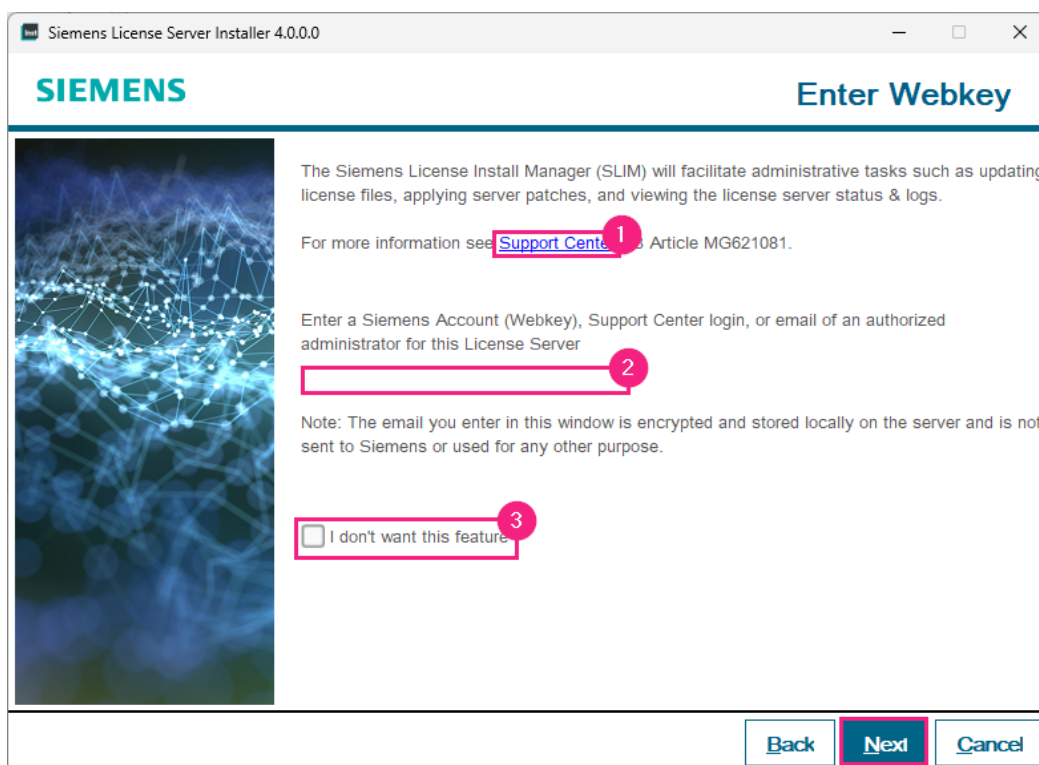 Siemens License Server Installer 4.0.0.0
SIEMENS
Enter Webkey
The Siemens License Install Manager (SLIM) will facilitate administrative tasks such as updating
license files, applying server patches, and viewing the license server status & logs.
For more information see Support Center Article MG621081.
1
Enter a Siemens Account (Webkey), Support Center login, or email of an authorized
administrator for this License Server
2
Note: The email you enter in this window is encrypted and stored locally on the server and is not
sent to Siemens or used for any other purpose.
3
I don't want this feature
Back Next Cancel